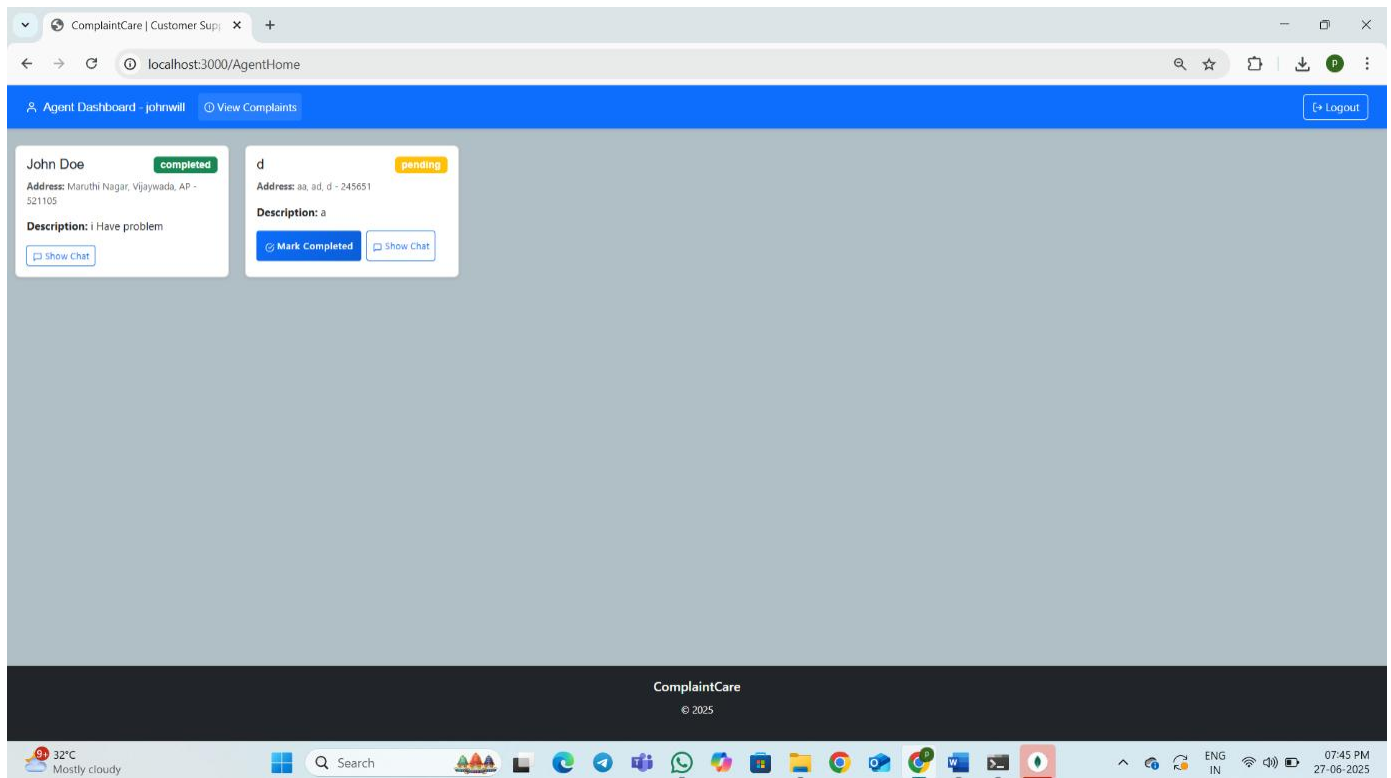 ComplaintCare | Customer Sup
localhost:3000/AgentHome
P
Agent Dashboard - johnwill
View Complaints
Logout
John Doe
completed
Address: Maruthi Nagar, Vijaywada, AP -
521105
Description: i Have problem
Show Chat
d
pending
Address: aa, ad, d - 245651
Description: a
Mark Completed
Show Chat
ComplaintCare
© 2025
9+
32°C
Mostly cloudy
Search
P
ENG
IN
07:45 PM
27-06-2025